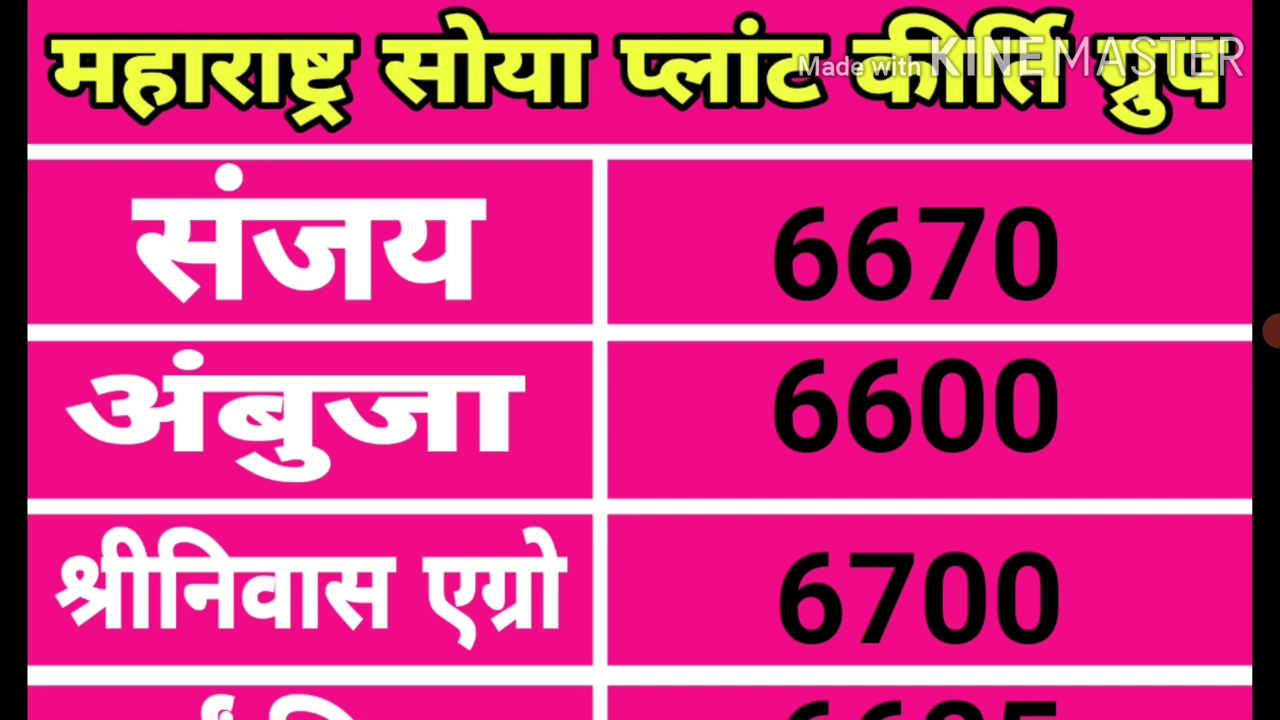 महाराष्ट्र सोया प्लांट कीर्ति ग्रुप
Made with KINEMASTER
संजय 6670
अंबुजा 6600
श्रीनिवास एग्रो 6700